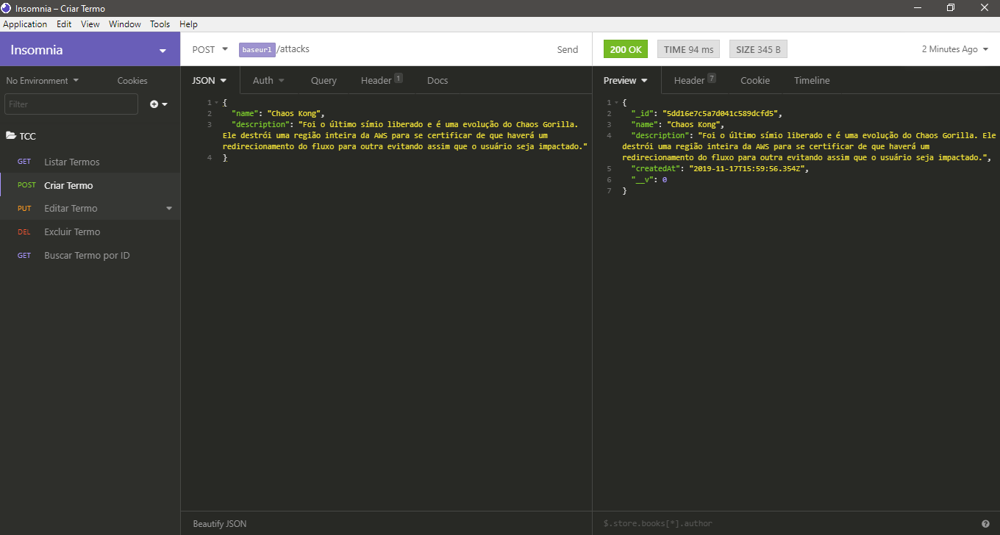 Insomnia – Criar Termo
Application Edit View Window Tools Help
Insomnia
POST baseurl/attacks Send
200 OK TIME 94 ms SIZE 345 B 2 Minutes Ago
No Environment Cookies
JSON Auth Query Header 1 Docs
Preview Header 7 Cookie Timeline
Filter
TCC
GET Listar Termos
POST Criar Termo
PUT Editar Termo
DEL Excluir Termo
GET Buscar Termo por ID
1 {
2 "name": "Chaos Kong",
3 "description": "Foi o último símio liberado e é uma evolução do Chaos Gorilla.
Ele destrói uma região inteira da AWS para se certificar de que haverá um
redirecionamento do fluxo para outra evitando assim que o usuário seja impactado."
4 }
1 {
2 "_id": "5dd16e7c5a7d041c589dcfd5",
3 "name": "Chaos Kong",
4 "description": "Foi o último símio liberado e é uma evolução do Chaos Gorilla. Ele
destrói uma região inteira da AWS para se certificar de que haverá um
redirecionamento do fluxo para outra evitando assim que o usuário seja impactado.",
5 "createdAt": "2019-11-17T15:59:56.354Z",
6 "__v": 0
7 }
Beautify JSON
$.store.books[*].author